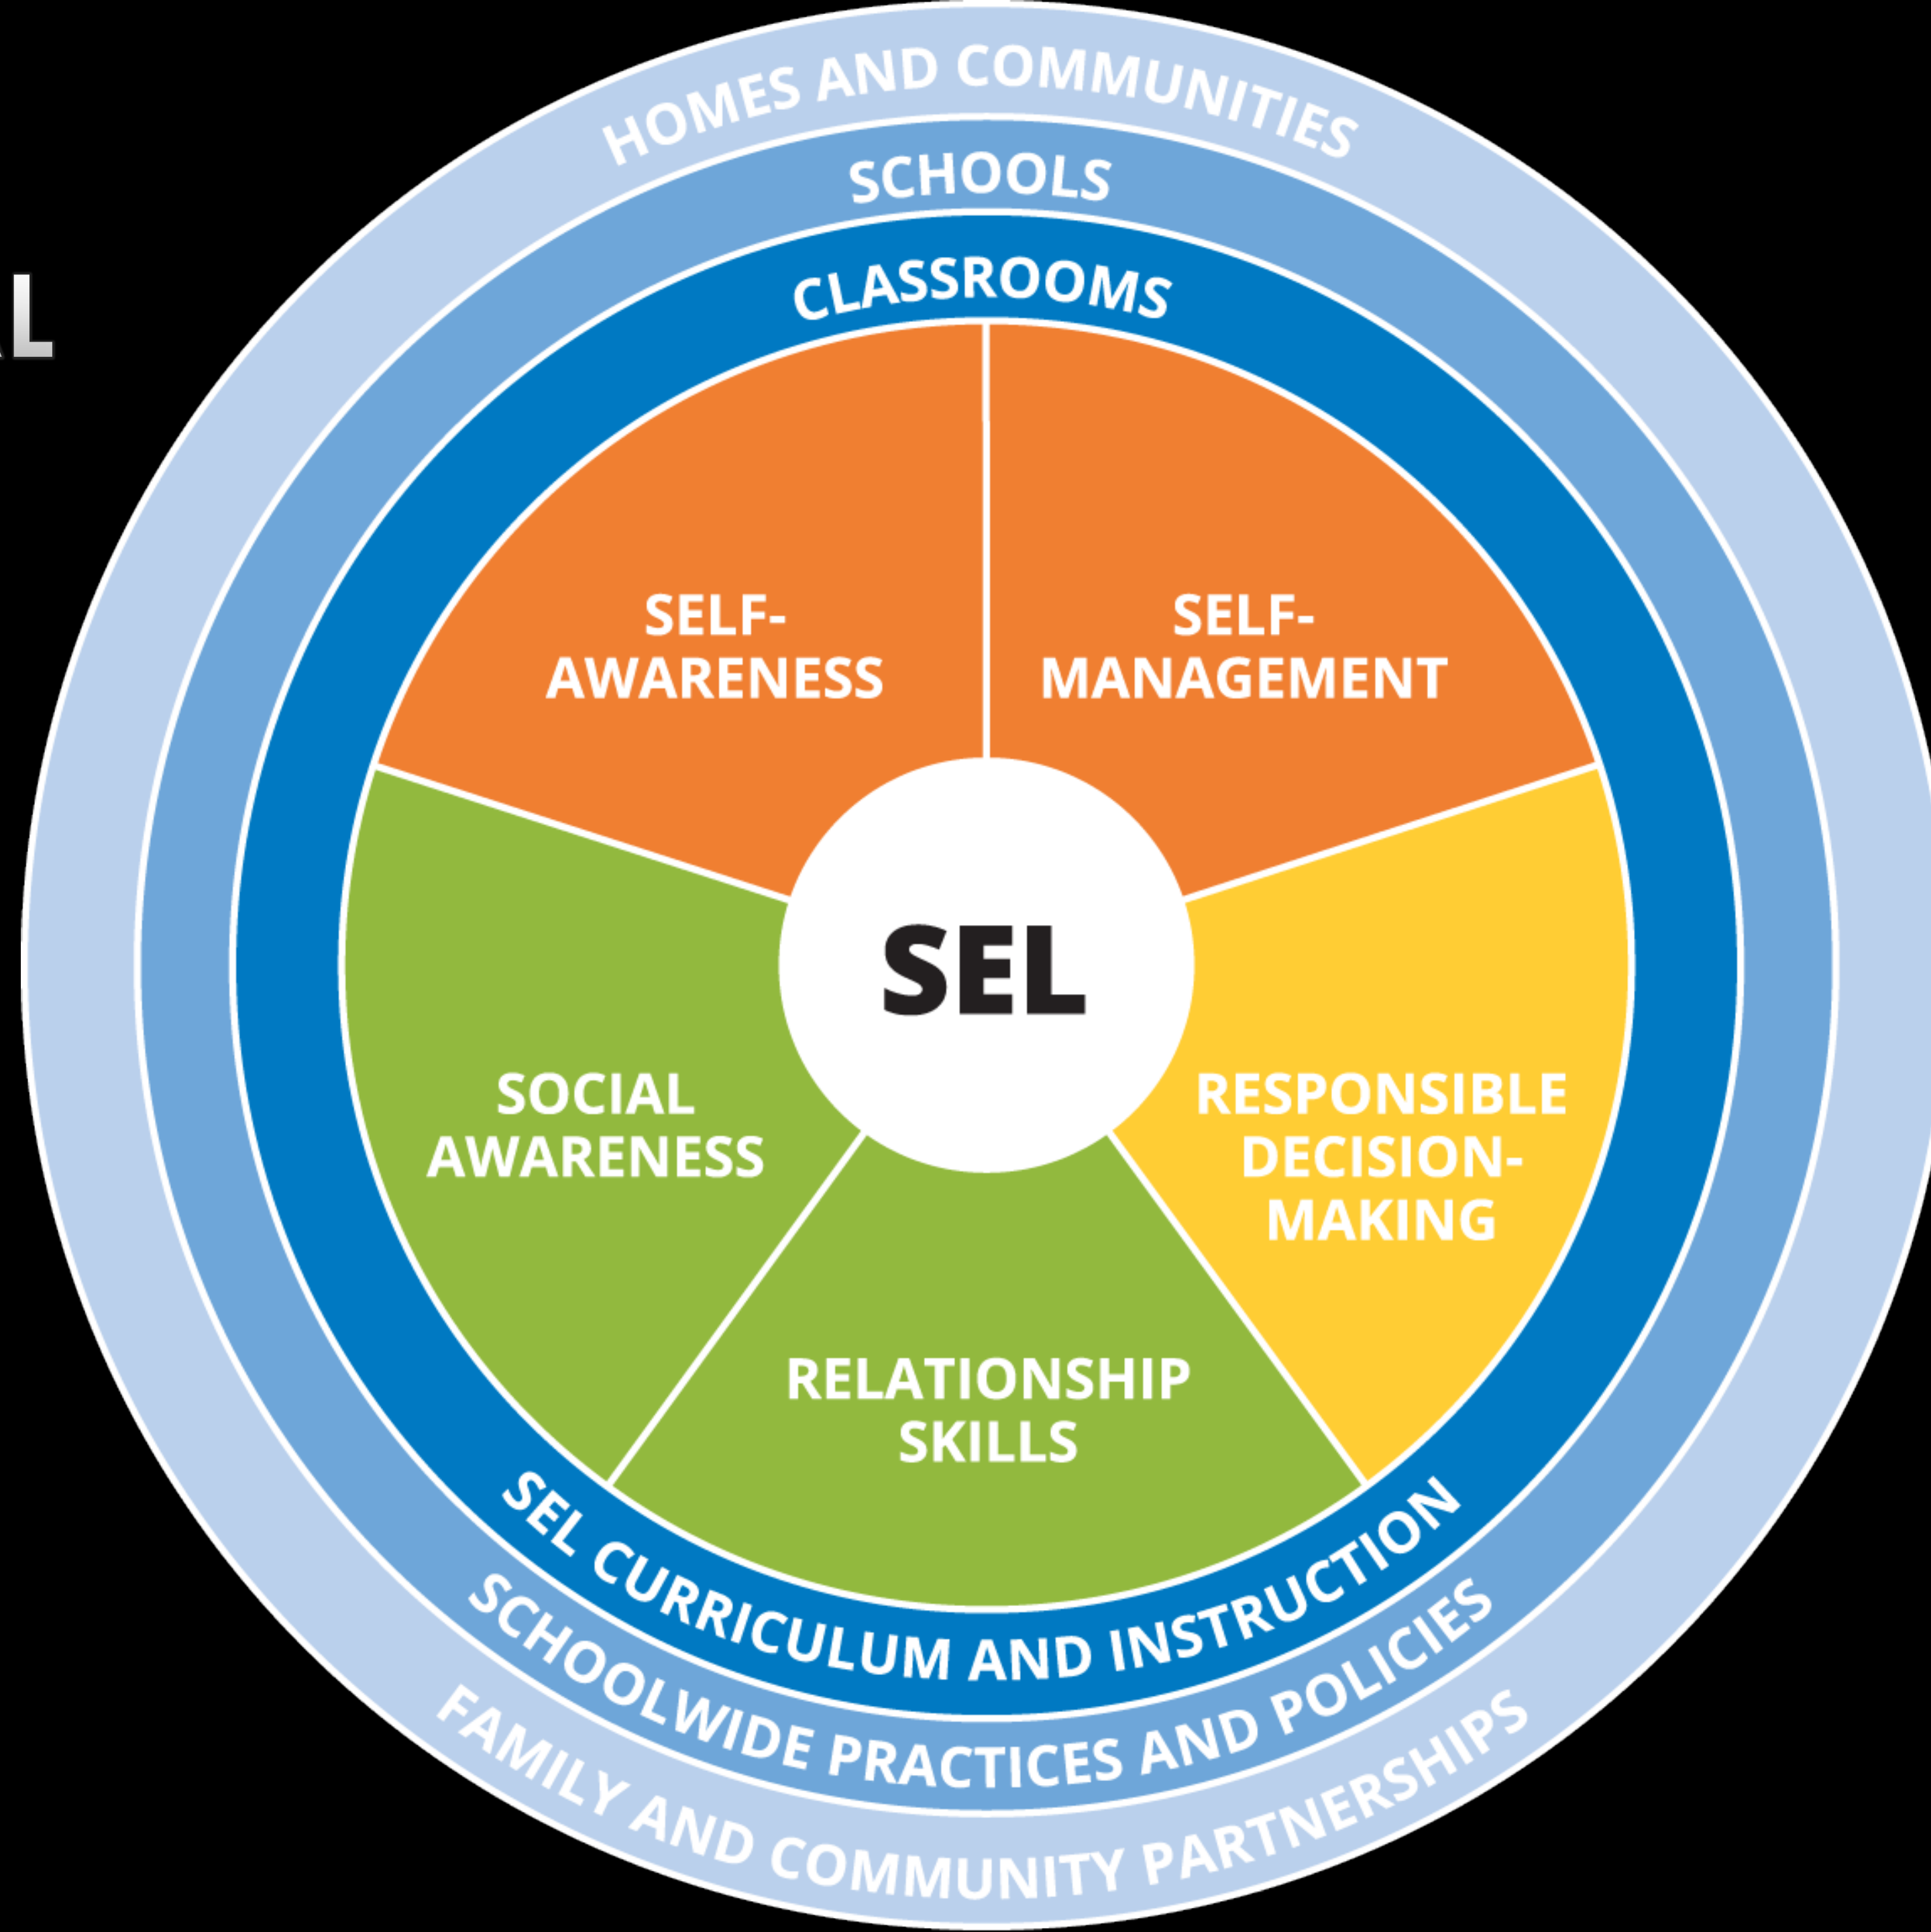 HOMES AND COMMUNITIES
SCHOOLS
CLASSROOMS
SELF-
AWARENESS
SELF-
MANAGEMENT
SEL
SOCIAL
AWARENESS
RESPONSIBLE
DECISION-
MAKING
RELATIONSHIP
SKILLS
SEL CURRICULUM AND INSTRUCTION
SCHOOLWIDE PRACTICES AND POLICIES
FAMILY AND COMMUNITY PARTNERSHIPS